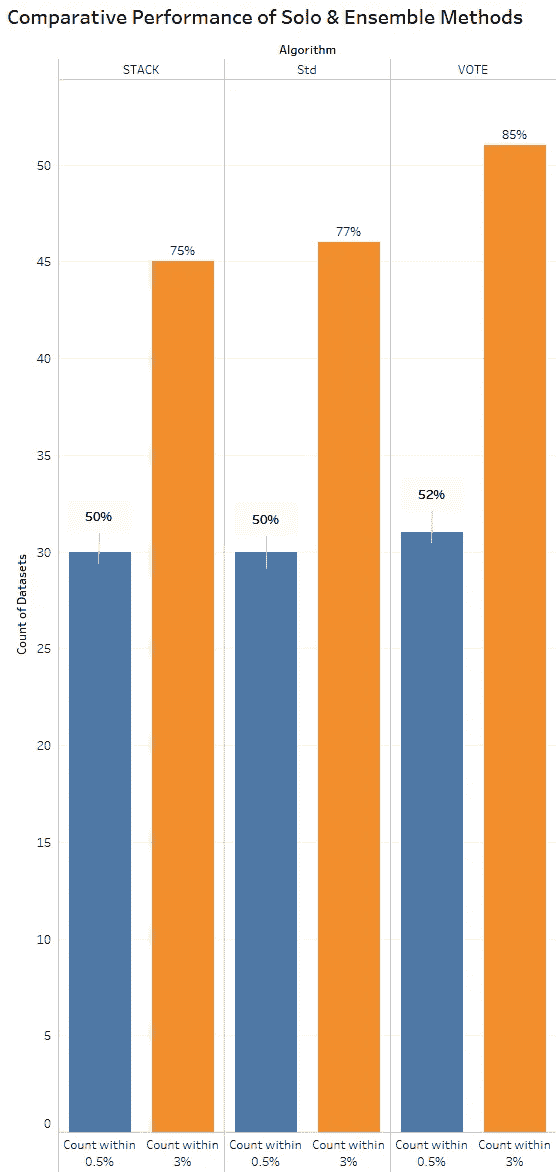 Comparative Performance of Solo & Ensemble Methods
Algorithm
STACK Std VOTE
85%
50
77%
75%
45
40
35
52%
50% 50%
30
Count of Datasets
25
20
15
10
5
0
Count within Count within Count within Count within Count within Count within
0.5% 3% 0.5% 3% 0.5% 3%